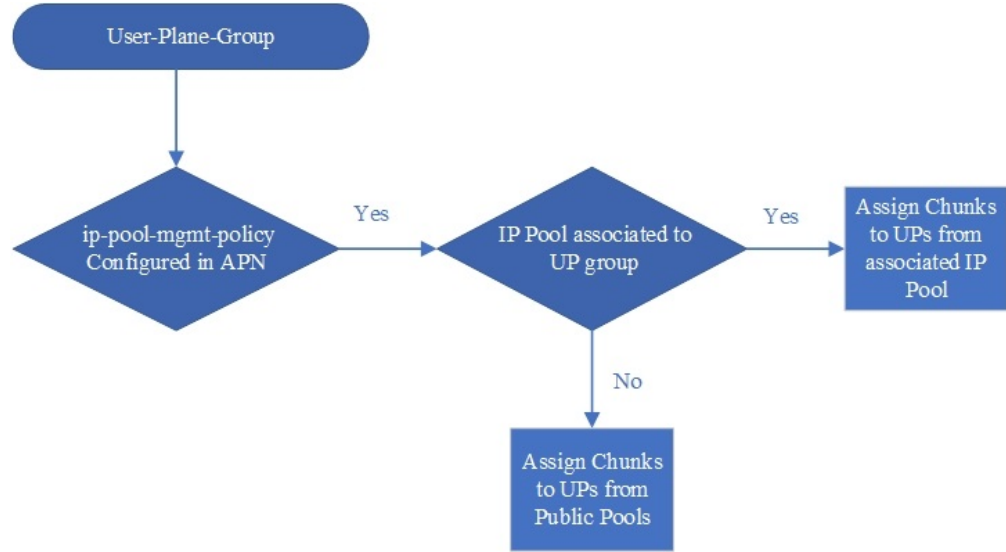 User-Plane-Group
ip-pool-mgmt-policy
Configured in APN
Yes
IP Pool associated to
UP group
Yes
Assign Chunks
to UPs from
associated IP
Pool
No
Assign Chunks
to UPs from
Public Pools